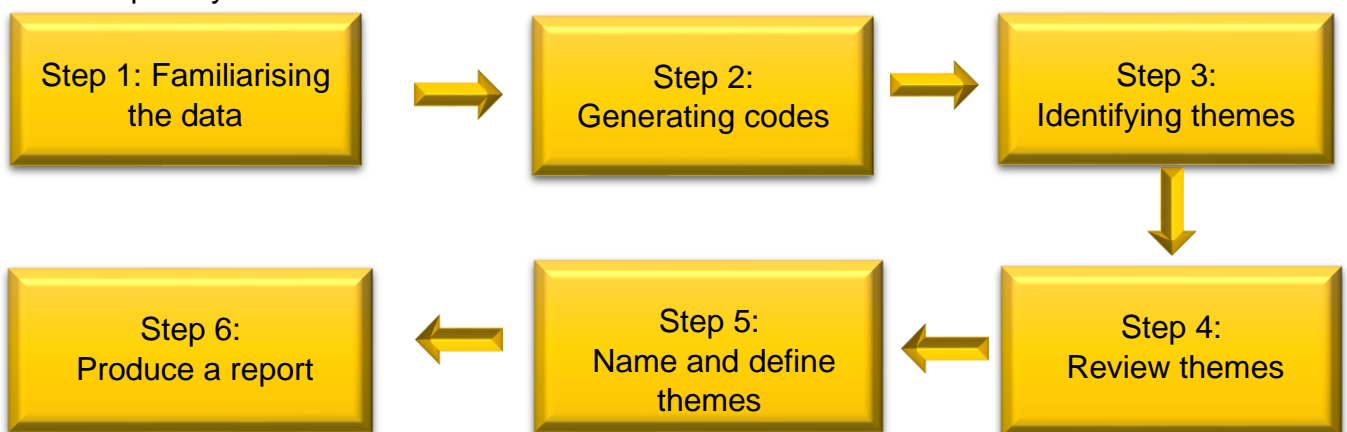 Step 1: Familiarising
the data
Step 2:
Generating codes
Step 3:
Identifying themes
Step 4:
Review themes
Step 5:
Name and define
themes
Step 6:
Produce a report